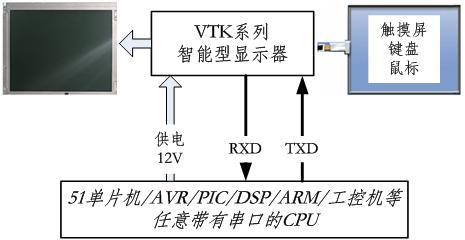 VTK系列
智能型显示器
触摸屏
键盘
鼠标
供电
12V
RXD
TXD
51单片机/AVR/PIC/DSP/ARM/工控机等
任意带有串口的CPU